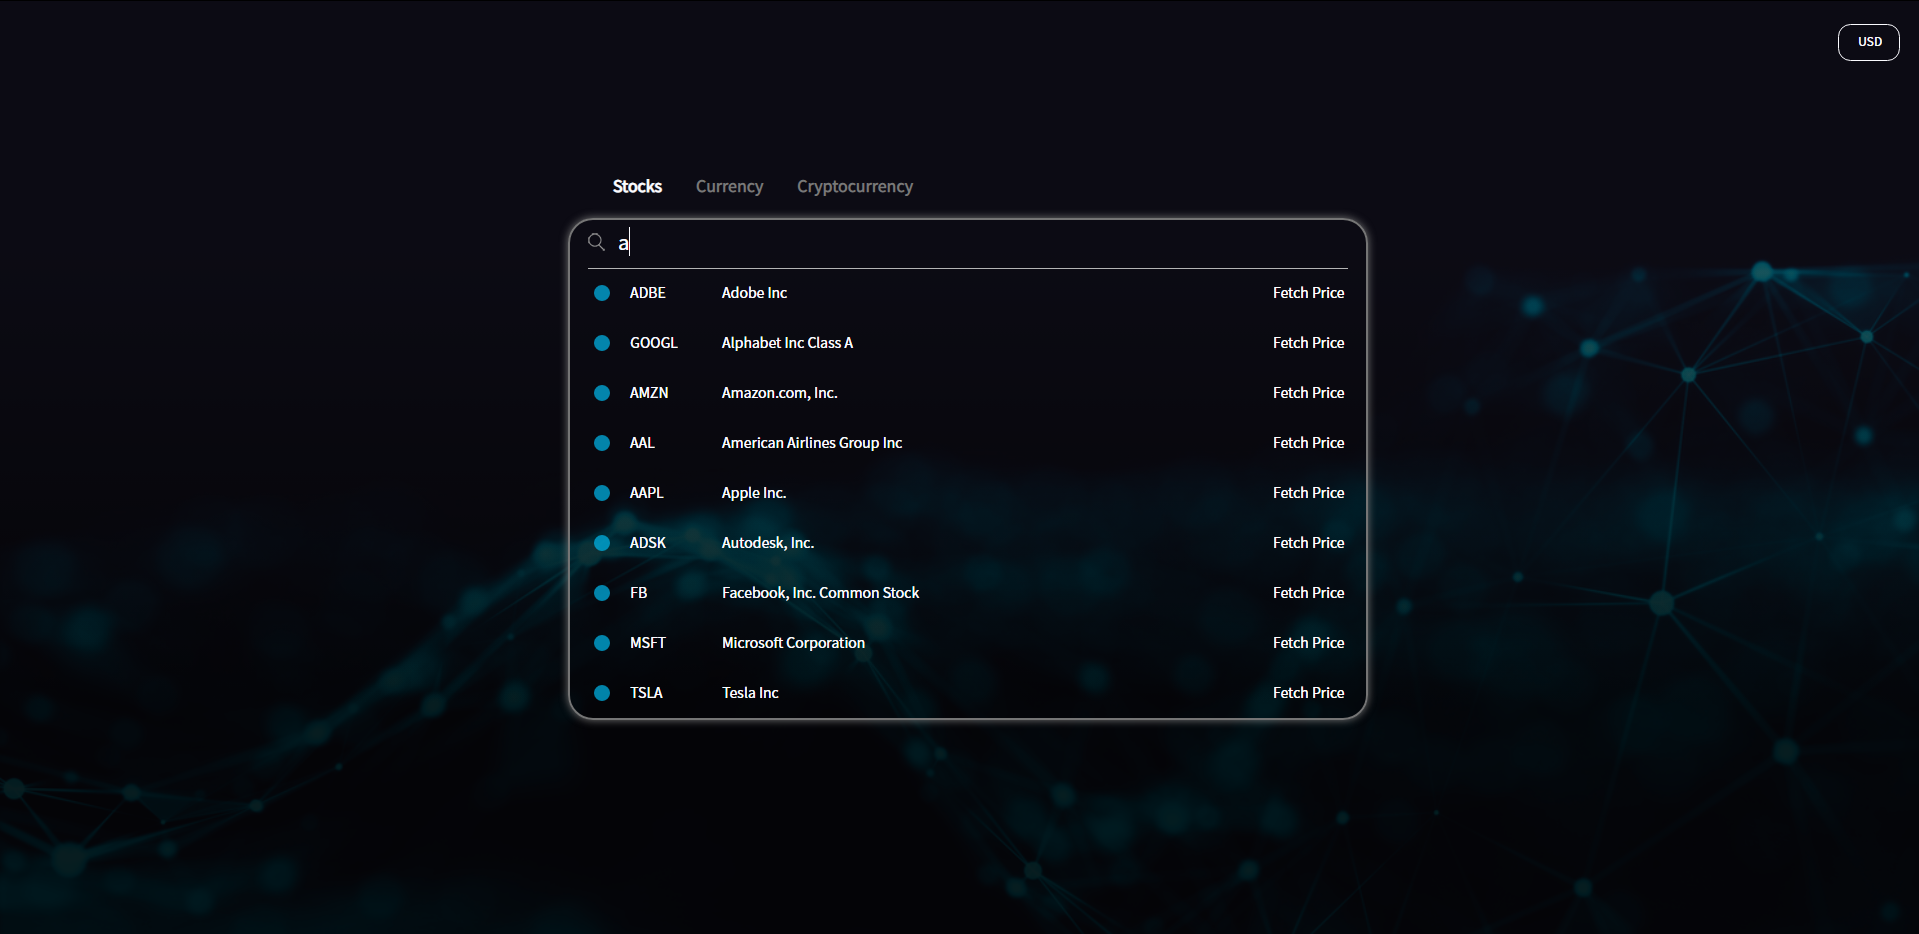 USD
Stocks Currency Cryptocurrency
a
ADBE Adobe Inc Fetch Price
GOOGL Alphabet Inc Class A Fetch Price
AMZN Amazon.com, Inc. Fetch Price
AAL American Airlines Group Inc Fetch Price
AAPL Apple Inc. Fetch Price
ADSK Autodesk, Inc. Fetch Price
FB Facebook, Inc. Common Stock Fetch Price
MSFT Microsoft Corporation Fetch Price
TSLA Tesla Inc Fetch Price